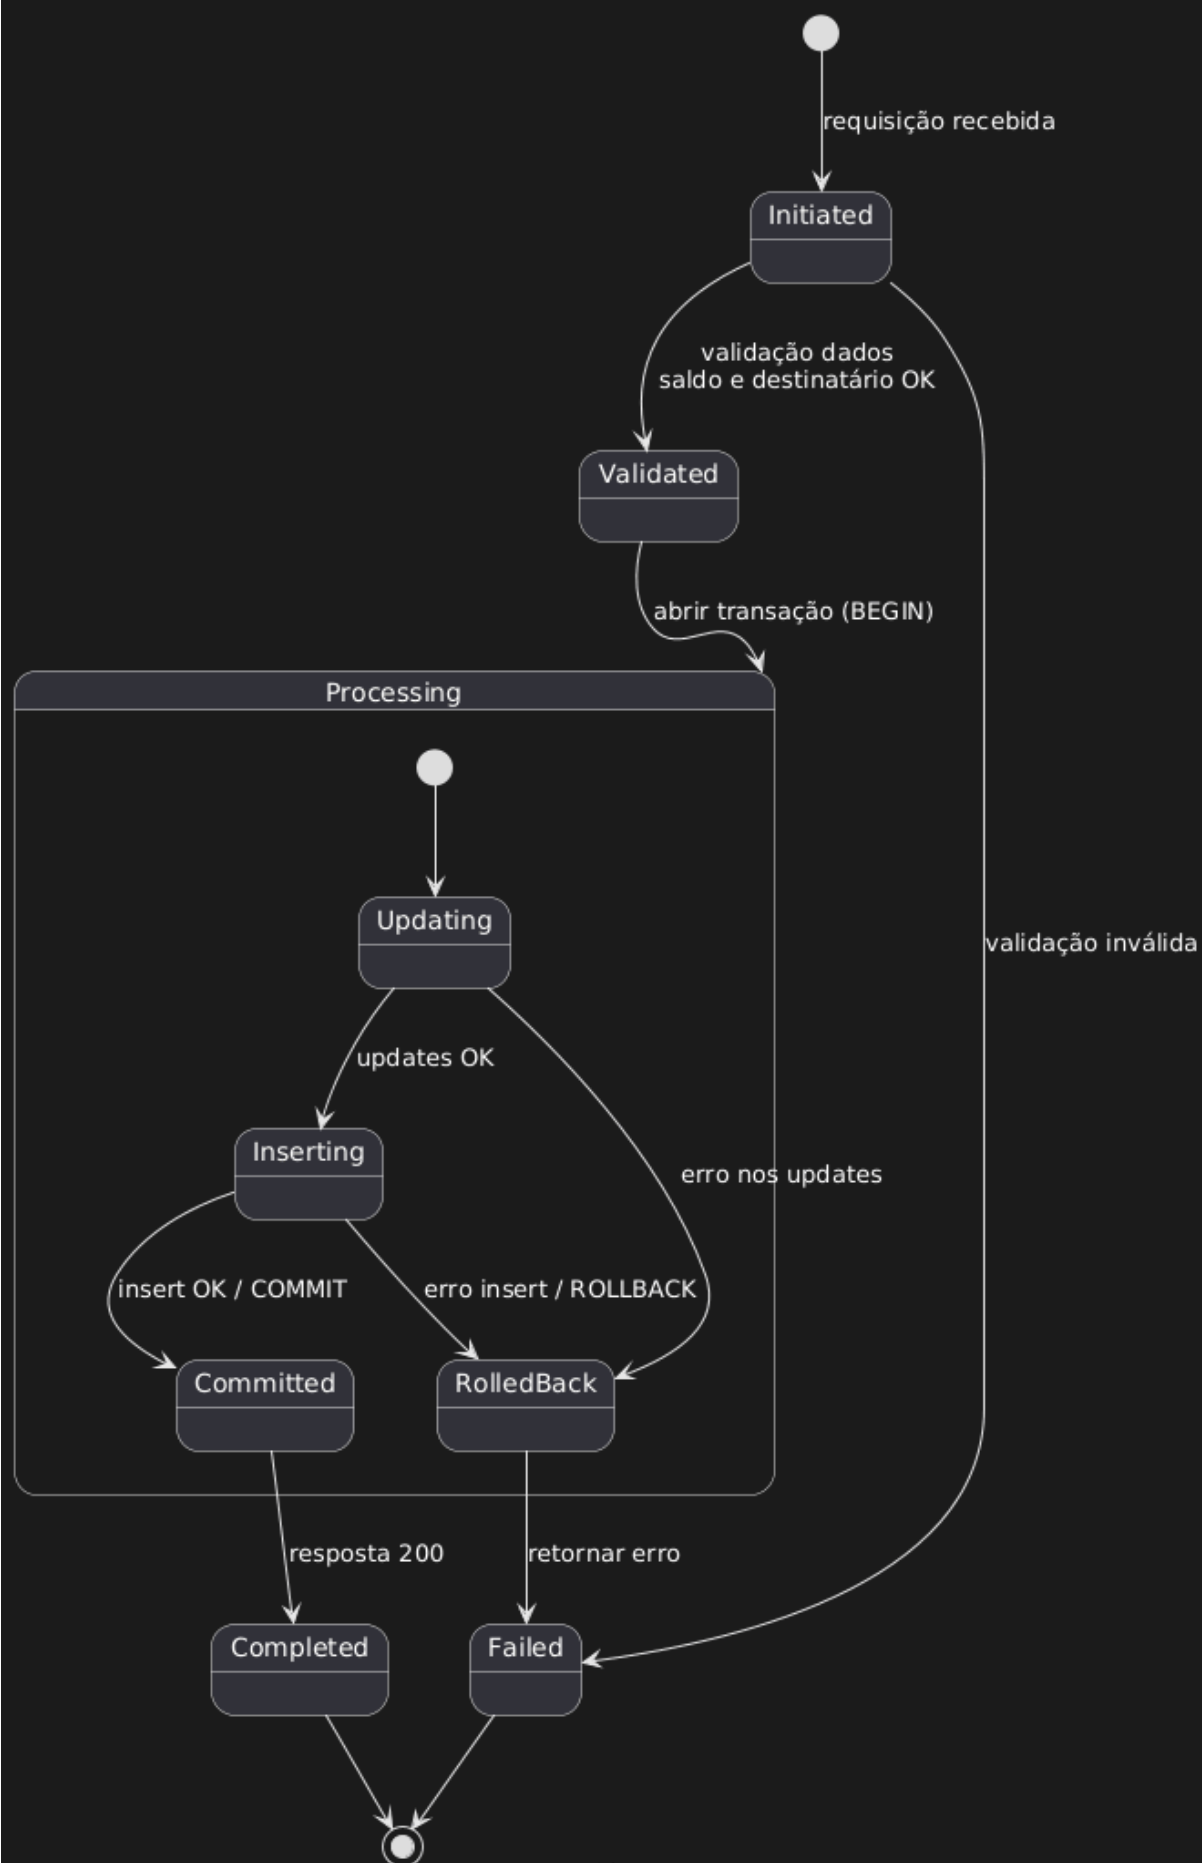 requisição recebida
Initiated
validação dados
saldo e destinatário OK
Validated
abrir transação (BEGIN)
Processing
Updating
validação inválida
updates OK
Inserting
erro nos updates
insert OK / COMMIT
erro insert / ROLLBACK
Committed
RolledBack
resposta 200
retornar erro
Completed
Failed